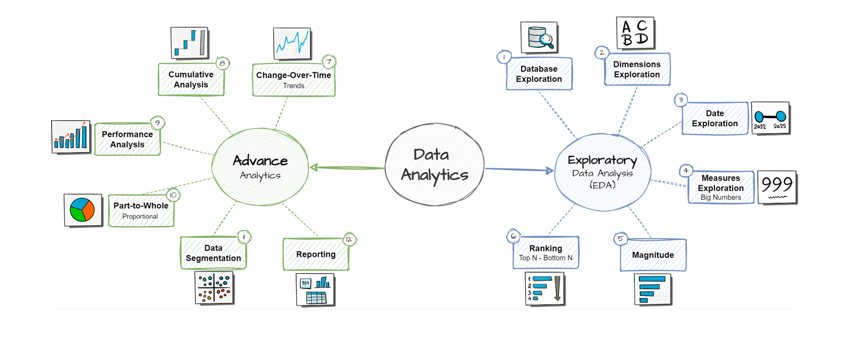 Data
Analytics
Advance
Analytics
Exploratory
Data Analysis
(EDA)
1
Database
Exploration
A C
B D
2
Dimensions
Exploration
3
Date
Exploration
2022 2025
4
Measures
Exploration
Big Numbers
999
5
Magnitude
6
Ranking
Top N - Bottom N
1
2
3
4
7
Change-Over-Time
Trends
8
Cumulative
Analysis
9
Performance
Analysis
10
Part-to-Whole
Proportional
11
Data
Segmentation
12
Reporting